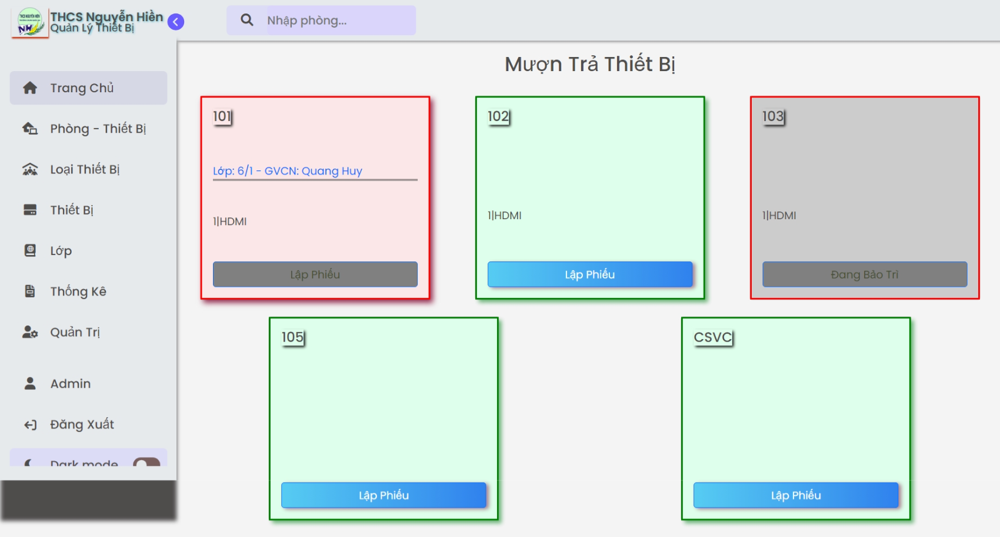 THCS Nguyễn Hiền
Quản Lý Thiết Bị
Nhập phòng...
Trang Chủ
Phòng - Thiết Bị
Loại Thiết Bị
Thiết Bị
Lớp
Thống Kê
Quản Trị
Admin
Đăng Xuất
Dark mode
Mượn Trả Thiết Bị
101
Lớp: 6/1 - GVCN: Quang Huy
1|HDMI
Lập Phiếu
102
1|HDMI
Lập Phiếu
103
1|HDMI
Đang Bảo Trì
105
Lập Phiếu
CSVC
Lập Phiếu